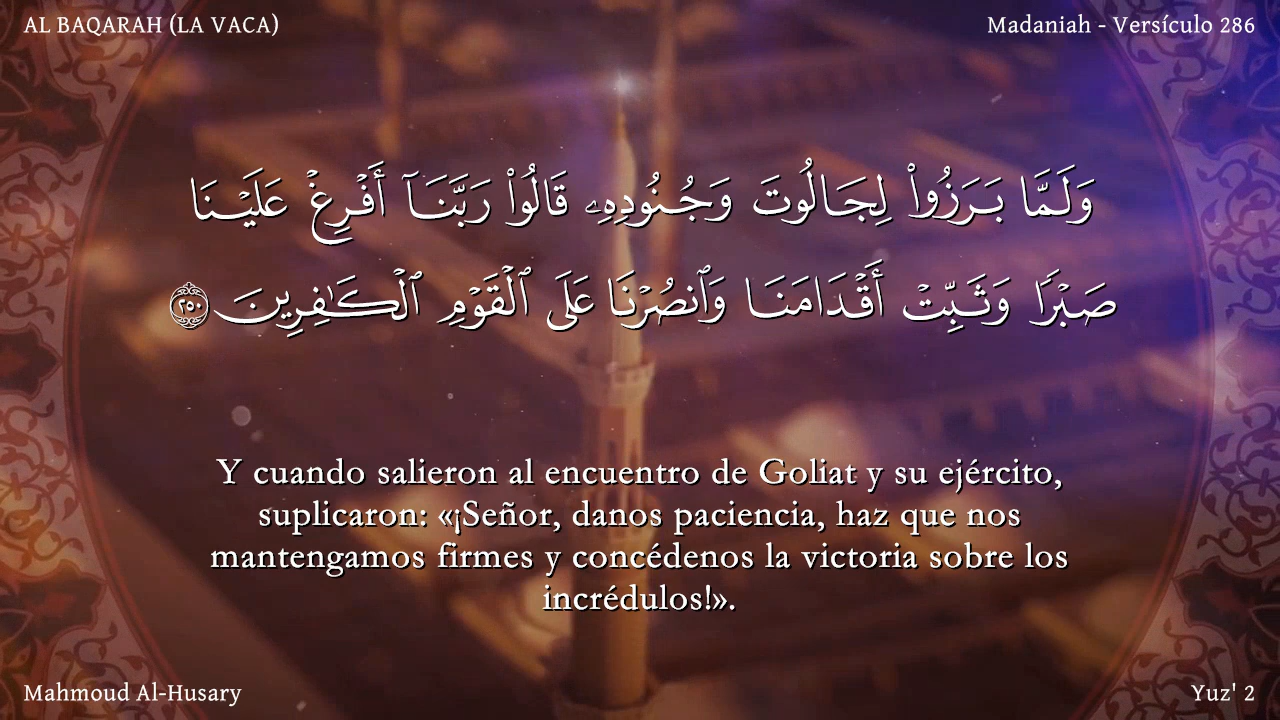 AL BAQARAH (LA VACA)
Madaniah - Versículo 286
وَلَمَّا بَرَزُوا۟ لِجَالُوتَ وَجُنُودِهِۦ قَالُوا۟ رَبَّنَآ أَفْرِغْ عَلَيْنَا
صَبْرًا وَثَبِّتْ أَقْدَامَنَا وَٱنصُرْنَا عَلَى ٱلْقَوْمِ ٱلْكَـٰفِرِينَ ٢٥٠
Y cuando salieron al encuentro de Goliat y su ejército,
suplicaron: «¡Señor, danos paciencia, haz que nos
mantengamos firmes y concédenos la victoria sobre los
incrédulos!».
Mahmoud Al-Husary
Yuz' 2